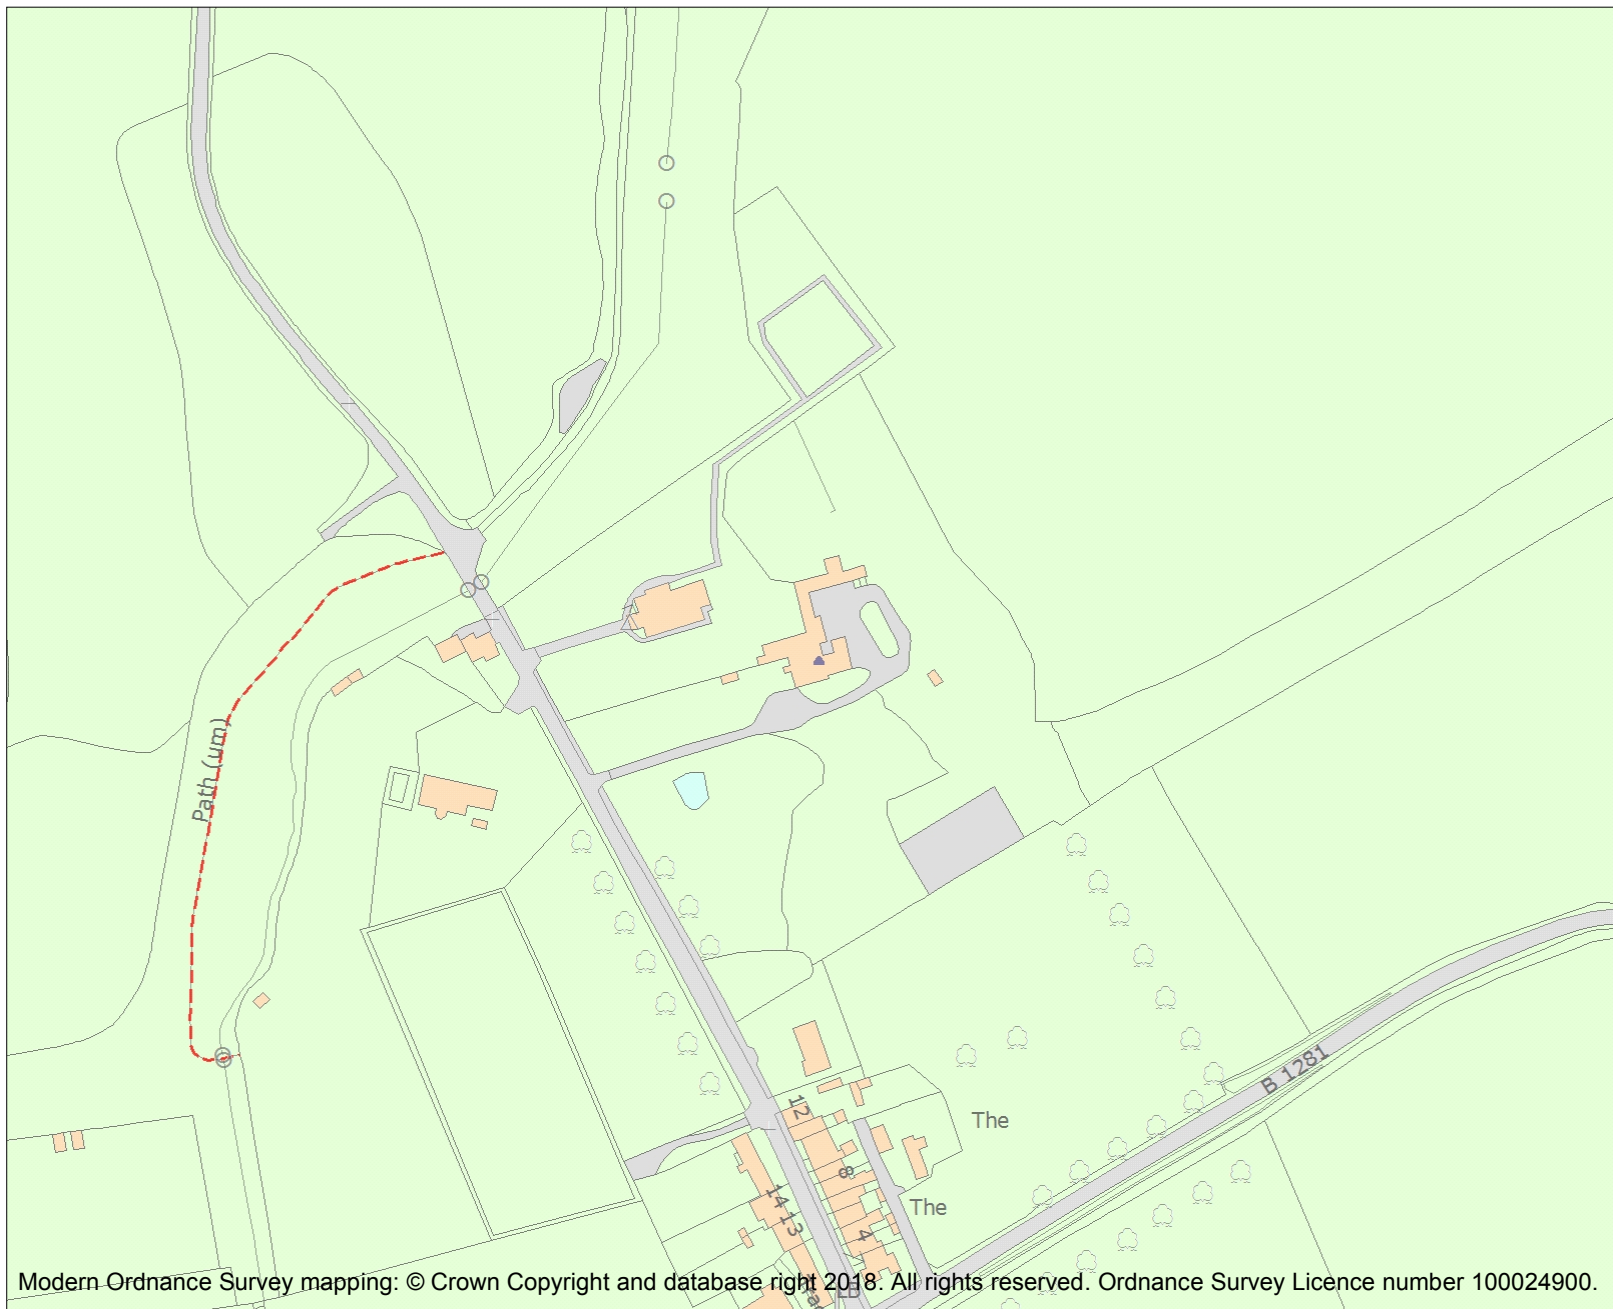 Path (um)
B 1281
12
The
8
14
13
The
4
LB
Modern Ordnance Survey mapping: © Crown Copyright and database right 2018. All rights reserved. Ordnance Survey Licence number 100024900.